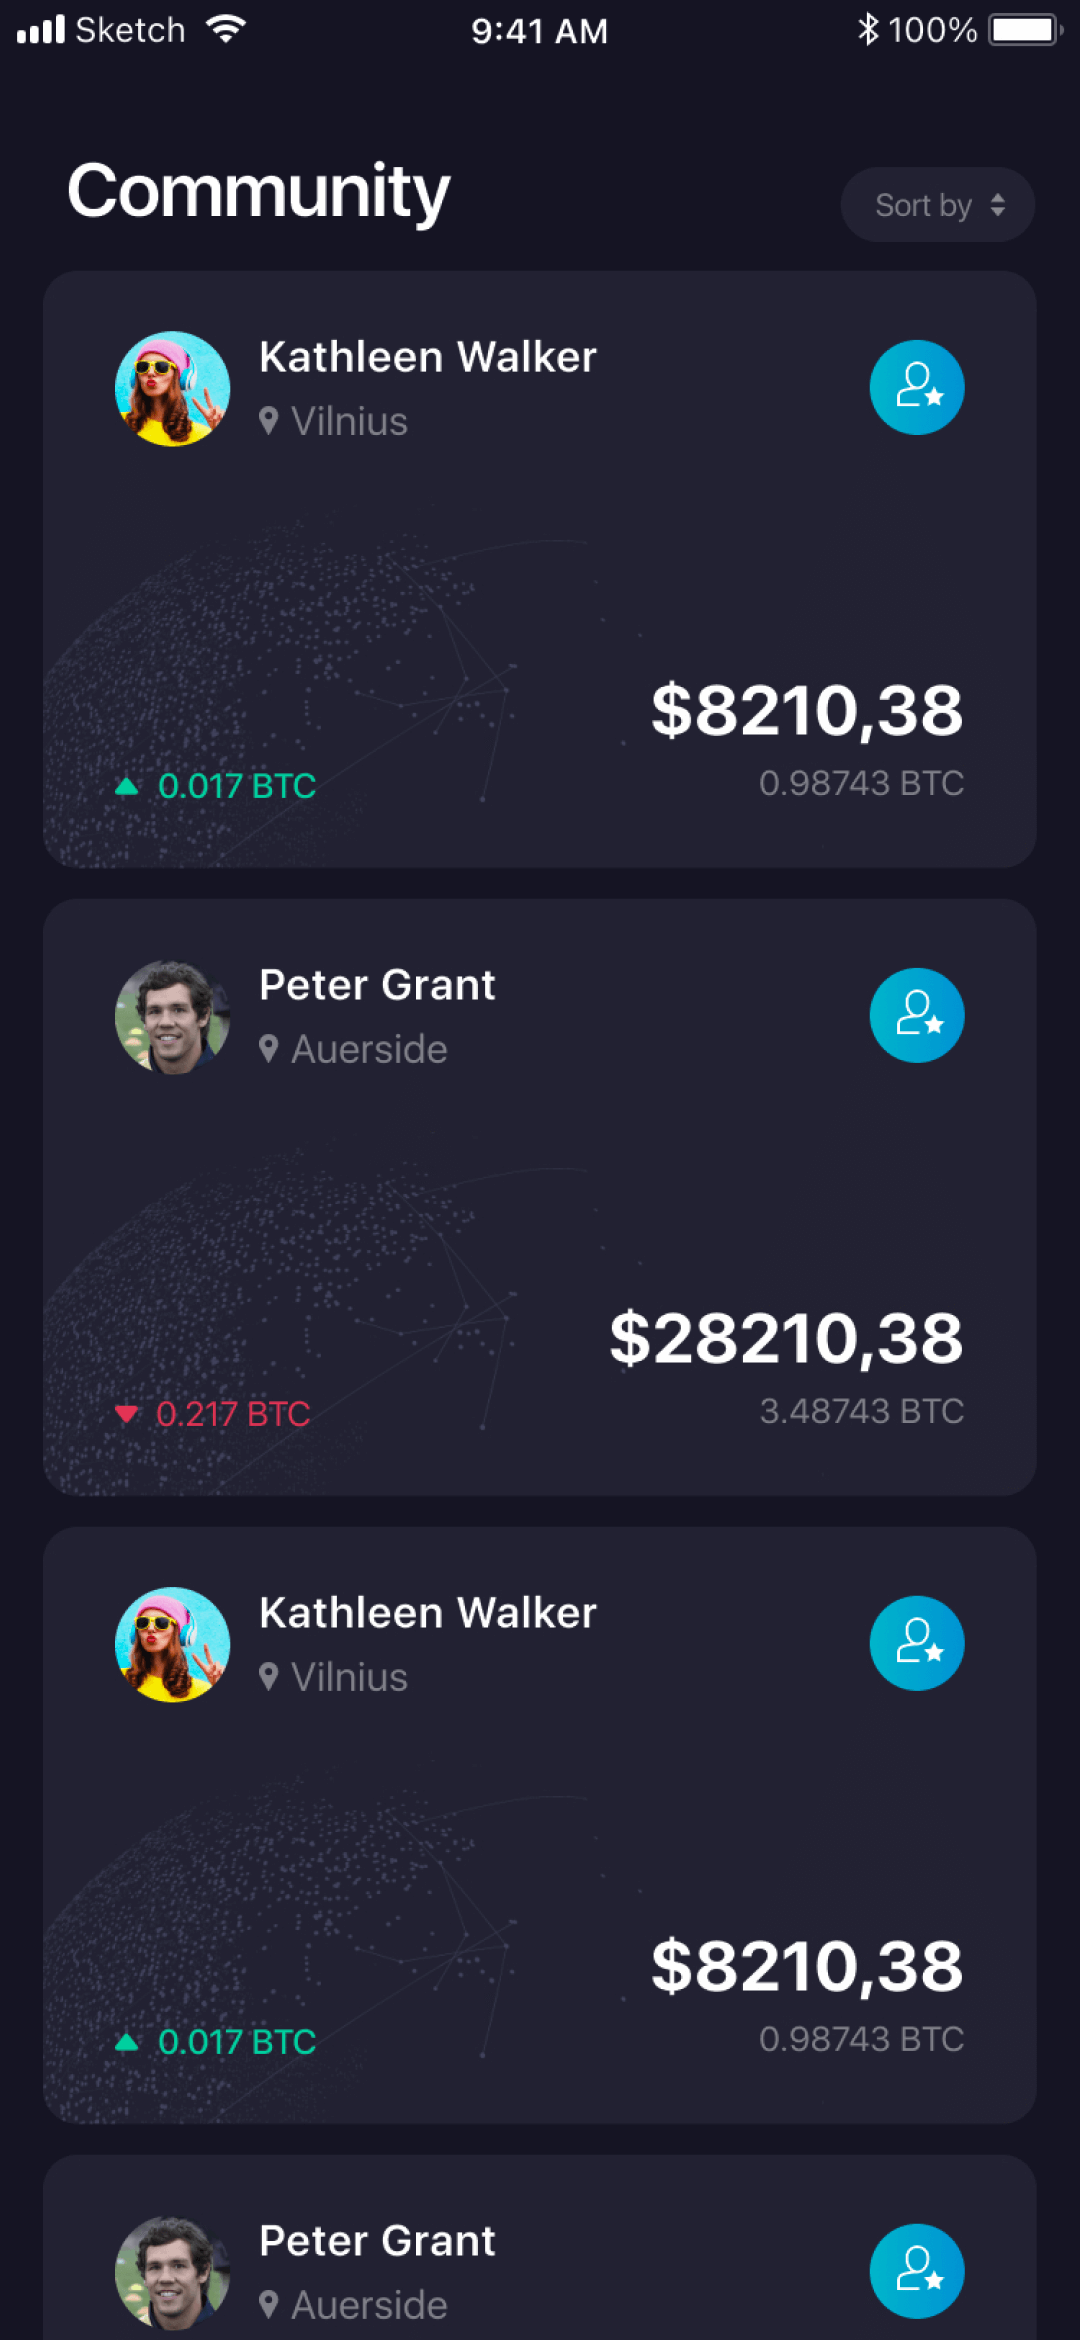 Sketch 9:41 AM 100%
Community
Sort by
Kathleen Walker
Vilnius
$8210,38
0.017 BTC
0.98743 BTC
Peter Grant
Auerside
$28210,38
0.217 BTC
3.48743 BTC
Kathleen Walker
Vilnius
$8210,38
0.017 BTC
0.98743 BTC
Peter Grant
Auerside